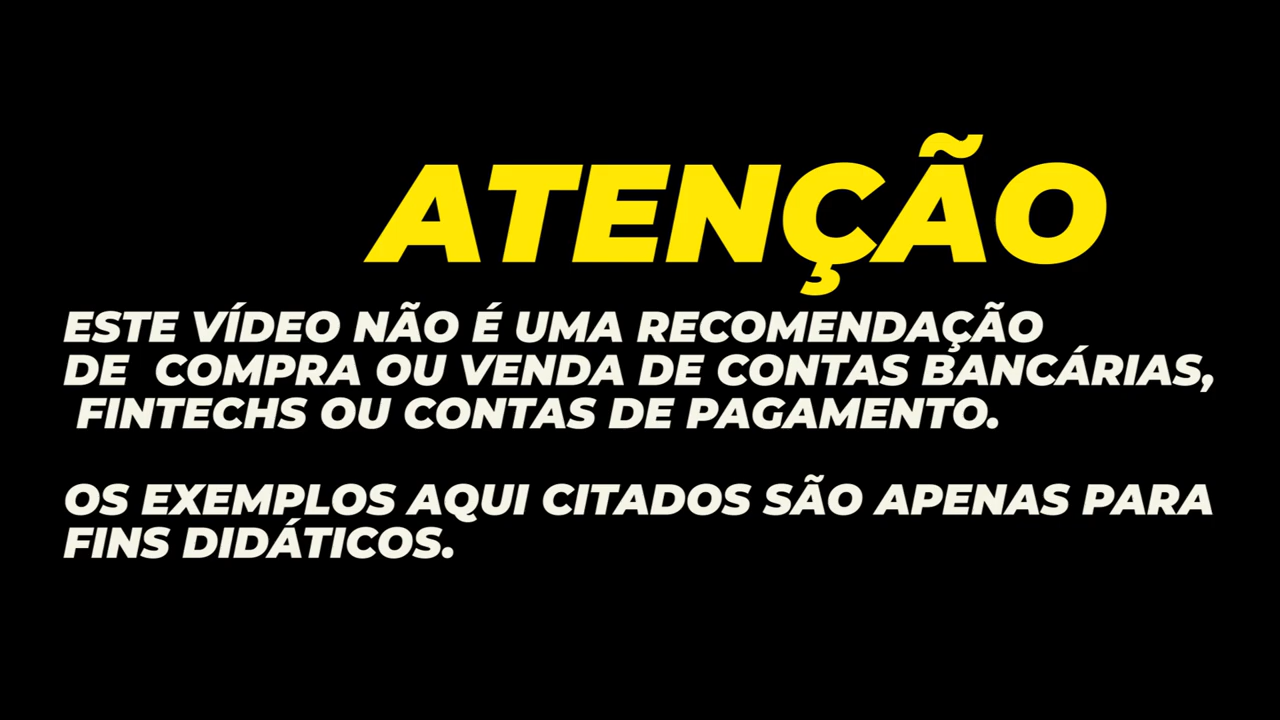 ATENÇÃO
ESTE VÍDEO NÃO É UMA RECOMENDAÇÃO
DE COMPRA OU VENDA DE CONTAS BANCÁRIAS,
FINTECHS OU CONTAS DE PAGAMENTO.
OS EXEMPLOS AQUI CITADOS SÃO APENAS PARA
FINS DIDÁTICOS.